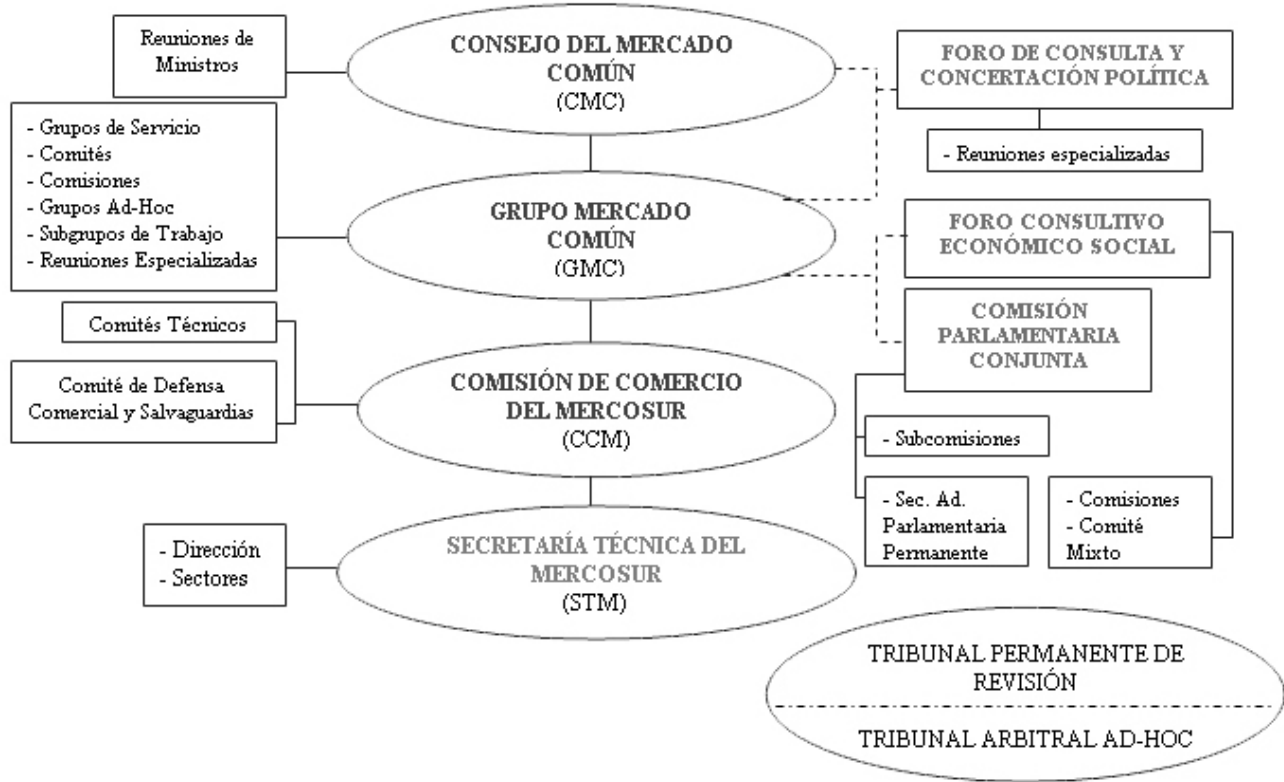 Reuniones de
Ministros
CONSEJO DEL MERCADO
COMÚN
(CMC)
FORO DE CONSULTA Y
CONCERTACIÓN POLÍTICA
- Reuniones especializadas
- Grupos de Servicio
- Comités
- Comisiones
- Grupos Ad-Hoc
- Subgrupos de Trabajo
- Reuniones Especializadas
GRUPO MERCADO
COMÚN
(GMC)
FORO CONSULTIVO
ECONÓMICO SOCIAL
COMISIÓN
PARLAMENTARIA
CONJUNTA
Comités Técnicos
Comité de Defensa
Comercial y Salvaguardias
COMISIÓN DE COMERCIO
DEL MERCOSUR
(CCM)
- Subcomisiones
- Sec. Ad.
Parlamentaria
Permanente
- Comisiones
- Comité
Mixto
- Dirección
- Sectores
SECRETARÍA TÉCNICA DEL
MERCOSUR
(STM)
TRIBUNAL PERMANENTE DE
REVISIÓN
TRIBUNAL ARBITRAL AD-HOC